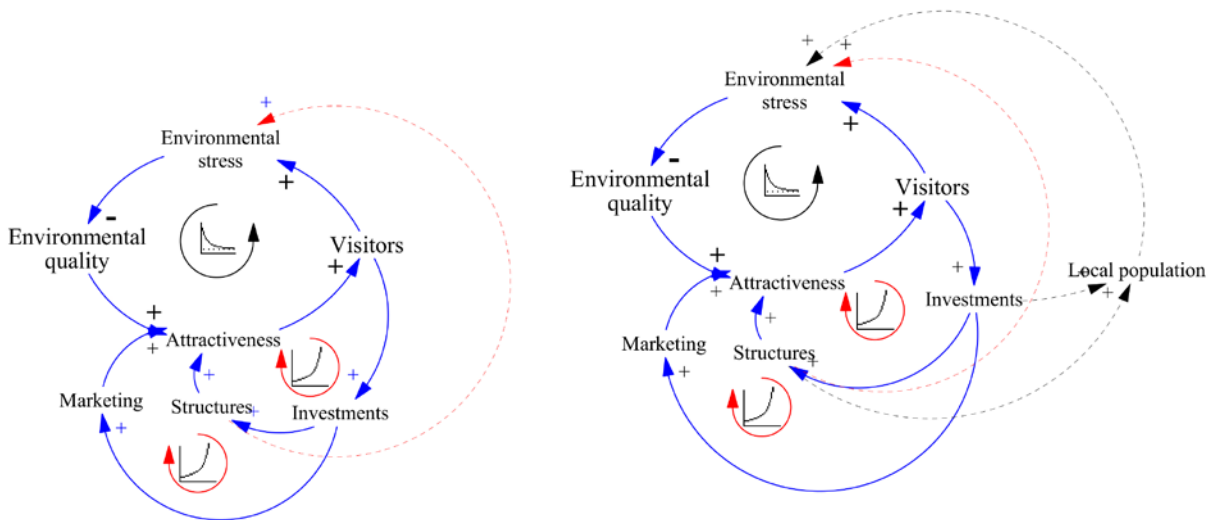 +
Environmental
stress
+
-
Environmental
quality
Visitors
+
+
Attractiveness
+
+
+
Marketing
Structures
+
Investments
+
+ +
Environmental
stress
+
-
Environmental
quality
Visitors
+
+
+
Attractiveness
+
Local population
+
+
Investments
+
Marketing
Structures
+
+